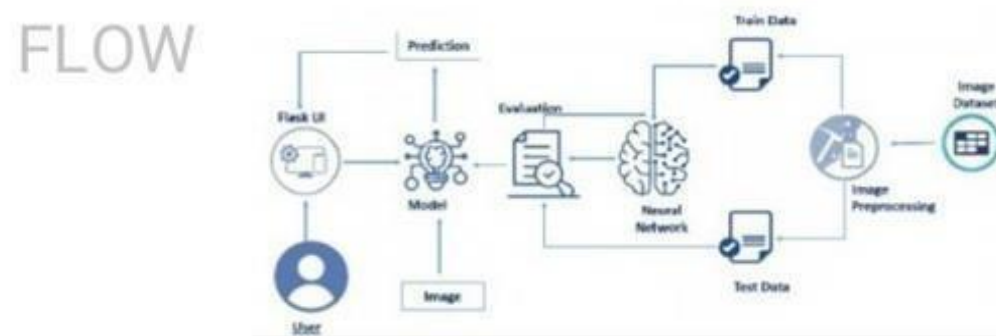 FLOW
Train Data
Prediction
Image
Dataset
Evaluation
Flask UI
Model
Neural
Network
Image
Preprocessing
Image
Test Data
User